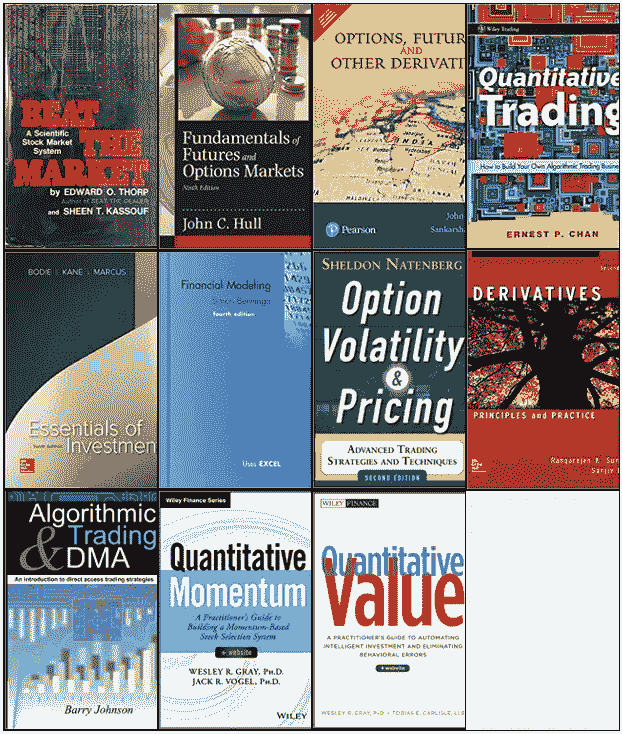 BEAT
THE
MARKET
A Scientific
Stock Market
System
by EDWARD O. THORP
Author of BEAT THE DEALER
and SHEEN T. KASSOUF
Fundamentals of
Futures and
Options Markets
Ninth Edition
John C. Hull
OPTIONS, FUTUR
AND
OTHER DERIVATI
INDIA
Pearson
John
Sankarsh
Wiley Trading
Quantitative
Trading
How to Build Your Own Algorithmic Trading Busine
ERNEST P. CHAN
BODIE | KANE | MARCUS
Essentials of
Investmen
Financial Modeling
Simon Benninga
fourth edition
Uses EXCEL
SHELDON NATENBERG
Option
Volatility
&
Pricing
ADVANCED TRADING
STRATEGIES AND TECHNIQUES
SECOND EDITION
DERIVATIVES
PRINCIPLES and PRACTICE
Rangarajan K. Sun
Sanjiv
Algorithmic
Trading
& DMA
An introduction to direct access trading strategies
Barry Johnson
Wiley Finance Series
Quantitative
Momentum
A Practitioner's Guide to
Building a Momentum-Based
Stock Selection System
+ website
WESLEY R. GRAY, PH.D.
JACK R. VOGEL, PH.D.
WILEY
WILEY FINANCE
Quantitative
Value
A PRACTITIONER'S GUIDE TO AUTOMATING
INTELLIGENT INVESTMENT AND ELIMINATING
BEHAVIORAL ERRORS
+ website
WESLEY R. GRAY, PHD + TOBIAS E. CARLISLE, LLB